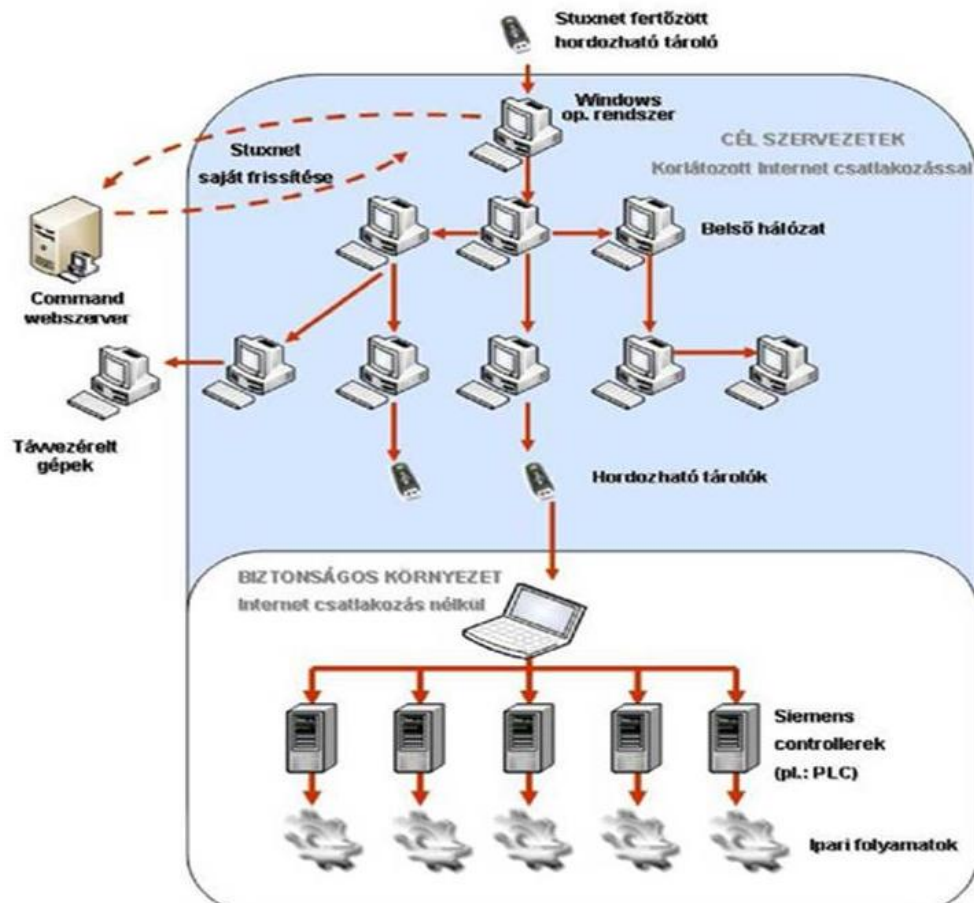 Stuxnet fertőzött
hordozható tároló
Windows
op. rendszer
CÉL SZERVEZETEK
Korlátozott Internet csatlakozással
Stuxnet
saját frissítése
Belső hálózat
Command
webszerver
Távvezérelt
gépek
Hordozható tárolók
BIZTONSÁGOS KÖRNYEZET
Internet csatlakozás nélkül
Siemens
controllerek
(pl.: PLC)
Ipari folyamatok